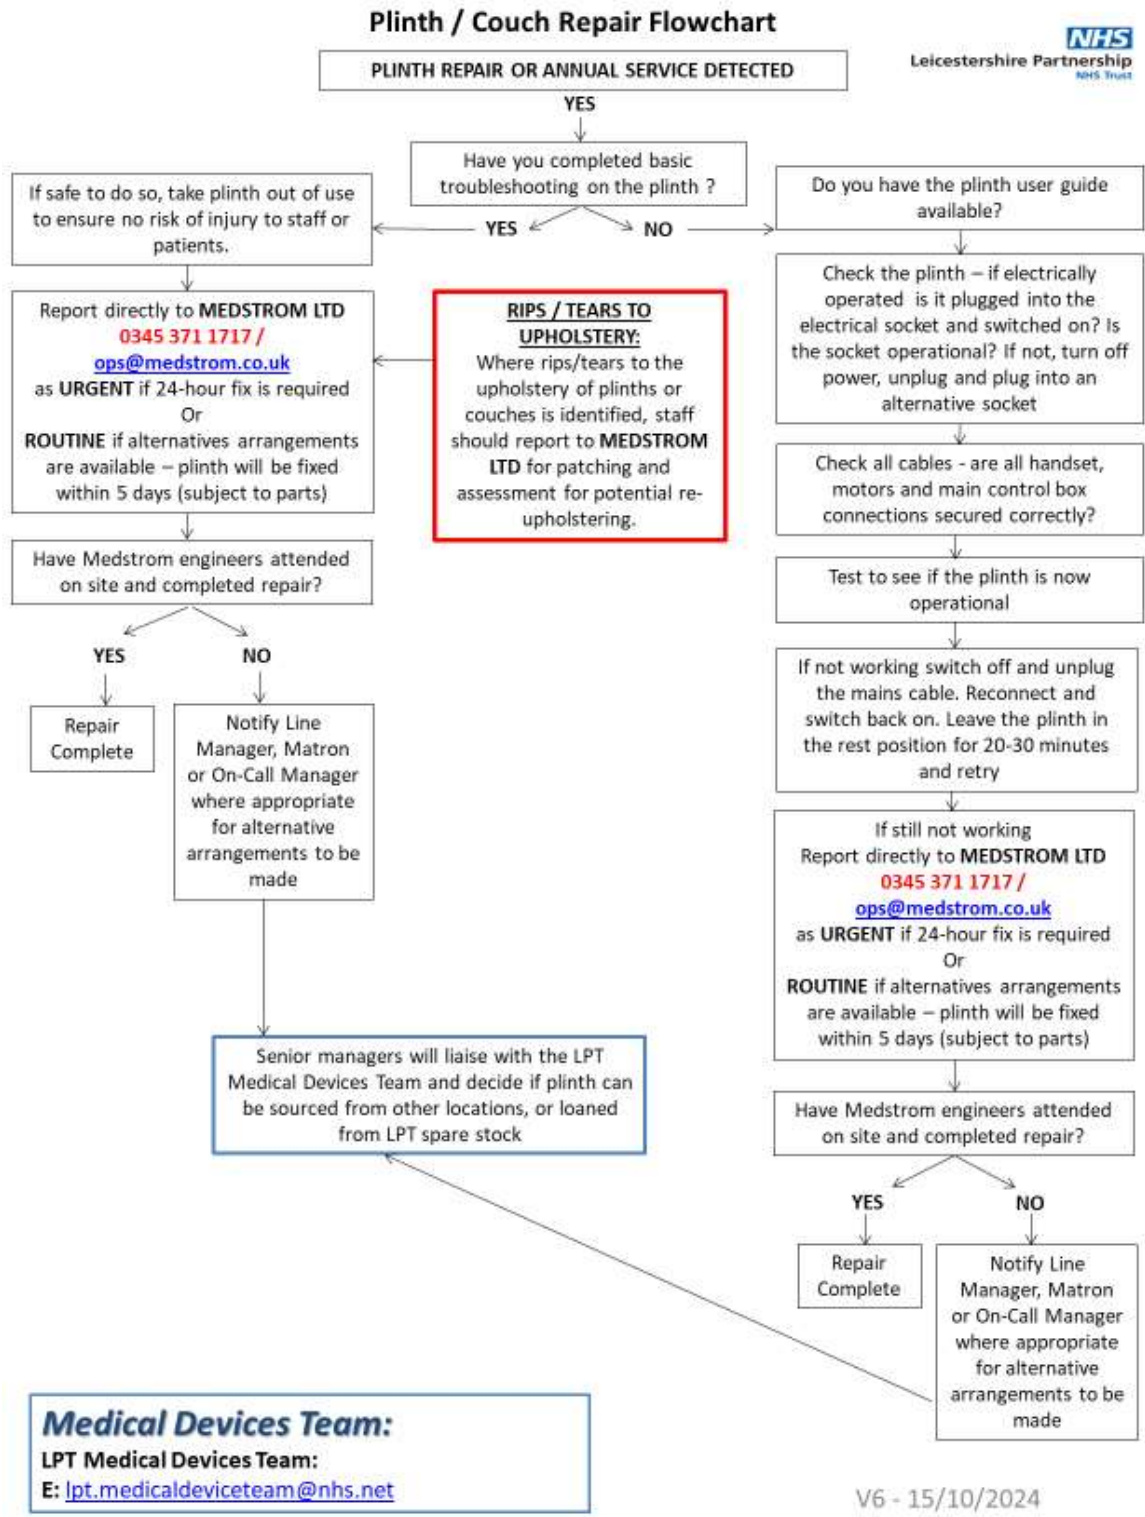 Plinth / Couch Repair Flowchart
NHS
Leicestershire Partnership
NHS Trust
PLINTH REPAIR OR ANNUAL SERVICE DETECTED
YES
Have you completed basic
troubleshooting on the plinth ?
YES
NO
If safe to do so, take plinth out of use
to ensure no risk of injury to staff or
patients.
Report directly to MEDSTROM LTD
0345 371 1717 /
ops@medstrom.co.uk
as URGENT if 24-hour fix is required
Or
ROUTINE if alternatives arrangements
are available – plinth will be fixed
within 5 days (subject to parts)
Have Medstrom engineers attended
on site and completed repair?
YES
NO
Repair
Complete
Notify Line
Manager, Matron
or On-Call Manager
where appropriate
for alternative
arrangements to be
made
RIPS / TEARS TO
UPHOLSTERY:
Where rips/tears to the
upholstery of plinths or
couches is identified, staff
should report to MEDSTROM
LTD for patching and
assessment for potential re-
upholstering.
Do you have the plinth user guide
available?
Check the plinth – if electrically
operated is it plugged into the
electrical socket and switched on? Is
the socket operational? If not, turn off
power, unplug and plug into an
alternative socket
Check all cables - are all handset,
motors and main control box
connections secured correctly?
Test to see if the plinth is now
operational
If not working switch off and unplug
the mains cable. Reconnect and
switch back on. Leave the plinth in
the rest position for 20-30 minutes
and retry
If still not working
Report directly to MEDSTROM LTD
0345 371 1717 /
ops@medstrom.co.uk
as URGENT if 24-hour fix is required
Or
ROUTINE if alternatives arrangements
are available – plinth will be fixed
within 5 days (subject to parts)
Have Medstrom engineers attended
on site and completed repair?
YES
NO
Repair
Complete
Notify Line
Manager, Matron
or On-Call Manager
where appropriate
for alternative
arrangements to be
made
Senior managers will liaise with the LPT
Medical Devices Team and decide if plinth can
be sourced from other locations, or loaned
from LPT spare stock
Medical Devices Team:
LPT Medical Devices Team:
E: lpt.medicaldeviceteam@nhs.net
V6 - 15/10/2024